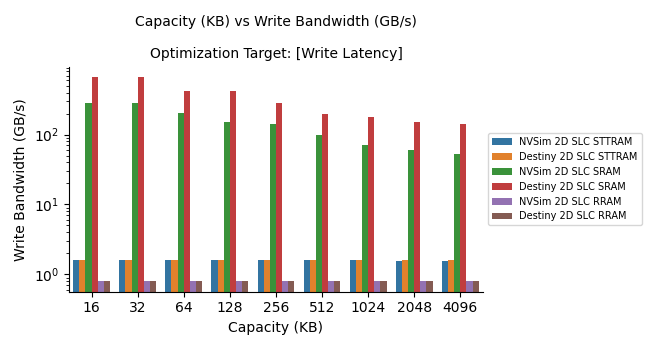 Capacity (KB) vs Write Bandwidth (GB/s)
Optimization Target: [Write Latency]
Write Bandwidth (GB/s)
10²
10¹
10⁰
16 32 64 128 256 512 1024 2048 4096
Capacity (KB)
NVSim 2D SLC STTRAM
Destiny 2D SLC STTRAM
NVSim 2D SLC SRAM
Destiny 2D SLC SRAM
NVSim 2D SLC RRAM
Destiny 2D SLC RRAM